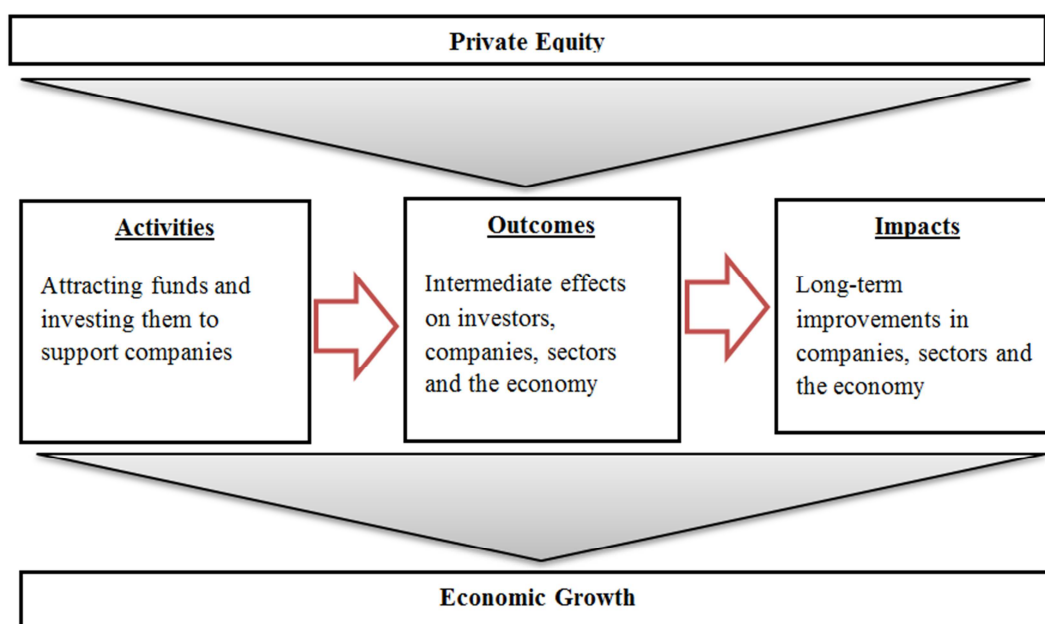 Private Equity
Activities
Attracting funds and
investing them to
support companies
Outcomes
Intermediate effects
on investors,
companies, sectors
and the economy
Impacts
Long-term
improvements in
companies, sectors and
the economy
Economic Growth